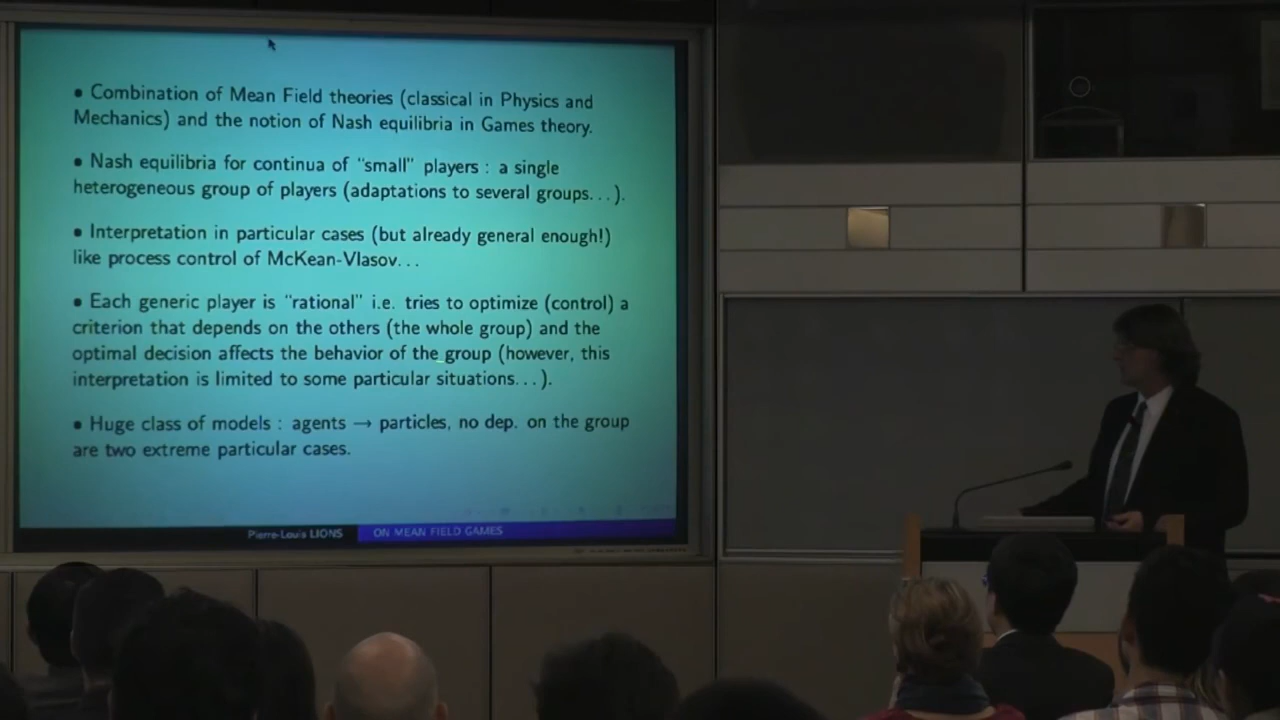 • Combination of Mean Field theories (classical in Physics and
Mechanics) and the notion of Nash equilibria in Games theory.
• Nash equilibria for continua of "small" players : a single
heterogeneous group of players (adaptations to several groups...).
• Interpretation in particular cases (but already general enough!)
like process control of McKean-Vlasov...
• Each generic player is "rational" i.e. tries to optimize (control) a
criterion that depends on the others (the whole group) and the
optimal decision affects the behavior of the group (however, this
interpretation is limited to some particular situations...).
• Huge class of models : agents → particles, no dep. on the group
are two extreme particular cases.
Pierre-Louis LIONS ON MEAN FIELD GAMES